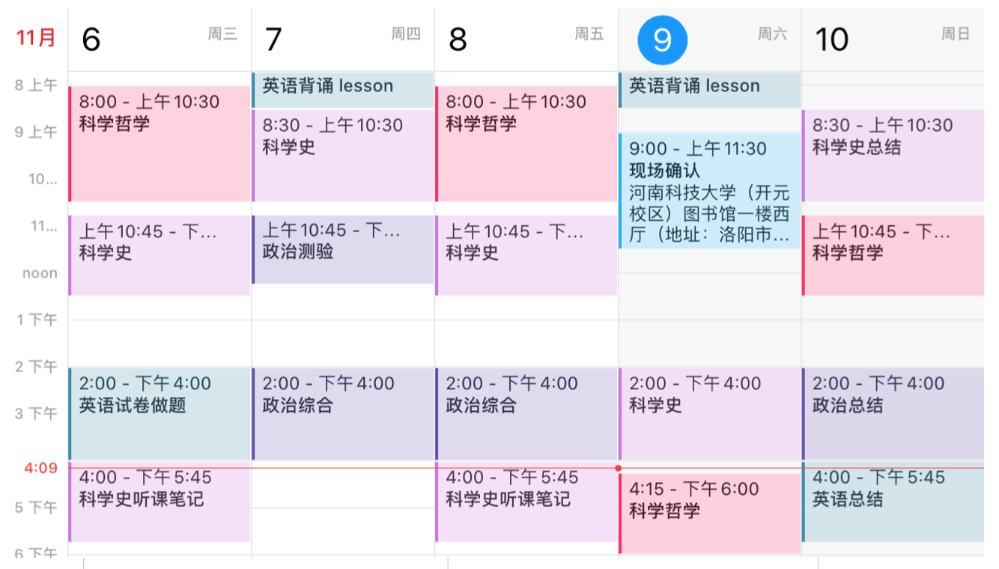 11月
6 周三
7 周四
8 周五
9 周六
10 周日
8 上午
9 上午
10...
11...
noon
1 下午
2 下午
3 下午
4:09
5 下午
6 下午
8:00 - 上午10:30
科学哲学
上午10:45 - 下...
科学史
2:00 - 下午4:00
英语试卷做题
4:00 - 下午5:45
科学史听课笔记
英语背诵 lesson
8:30 - 上午10:30
科学史
上午10:45 - 下...
政治测验
2:00 - 下午4:00
政治综合
8:00 - 上午10:30
科学哲学
上午10:45 - 下...
科学史
2:00 - 下午4:00
政治综合
4:00 - 下午5:45
科学史听课笔记
英语背诵 lesson
9:00 - 上午11:30
现场确认
河南科技大学（开元
校区）图书馆一楼西
厅（地址：洛阳市...
2:00 - 下午4:00
科学史
4:15 - 下午6:00
科学哲学
8:30 - 上午10:30
科学史总结
上午10:45 - 下...
科学哲学
2:00 - 下午4:00
政治总结
4:00 - 下午5:45
英语总结